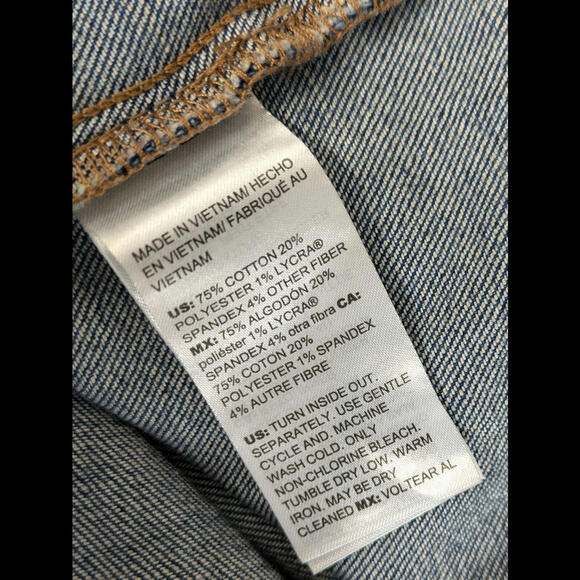 MADE IN VIETNAM/ HECHO
EN VIETNAM/ FABRIQUÉ AU
VIETNAM
US: 75% COTTON 20%
POLYESTER 1% LYCRA®
SPANDEX 4% OTHER FIBER
MX: 75% ALGODÓN 20%
poliéster 1% LYCRA®
SPANDEX 4% otra fibra CA:
75% COTON 20%
POLYESTER 1% SPANDEX
4% AUTRE FIBRE
US: TURN INSIDE OUT.
SEPARATELY. USE GENTLE
CYCLE AND. MACHINE
WASH COLD. ONLY
NON-CHLORINE BLEACH.
TUMBLE DRY LOW. WARM
IRON. MAY BE DRY
CLEANED MX: VOLTEAR AL